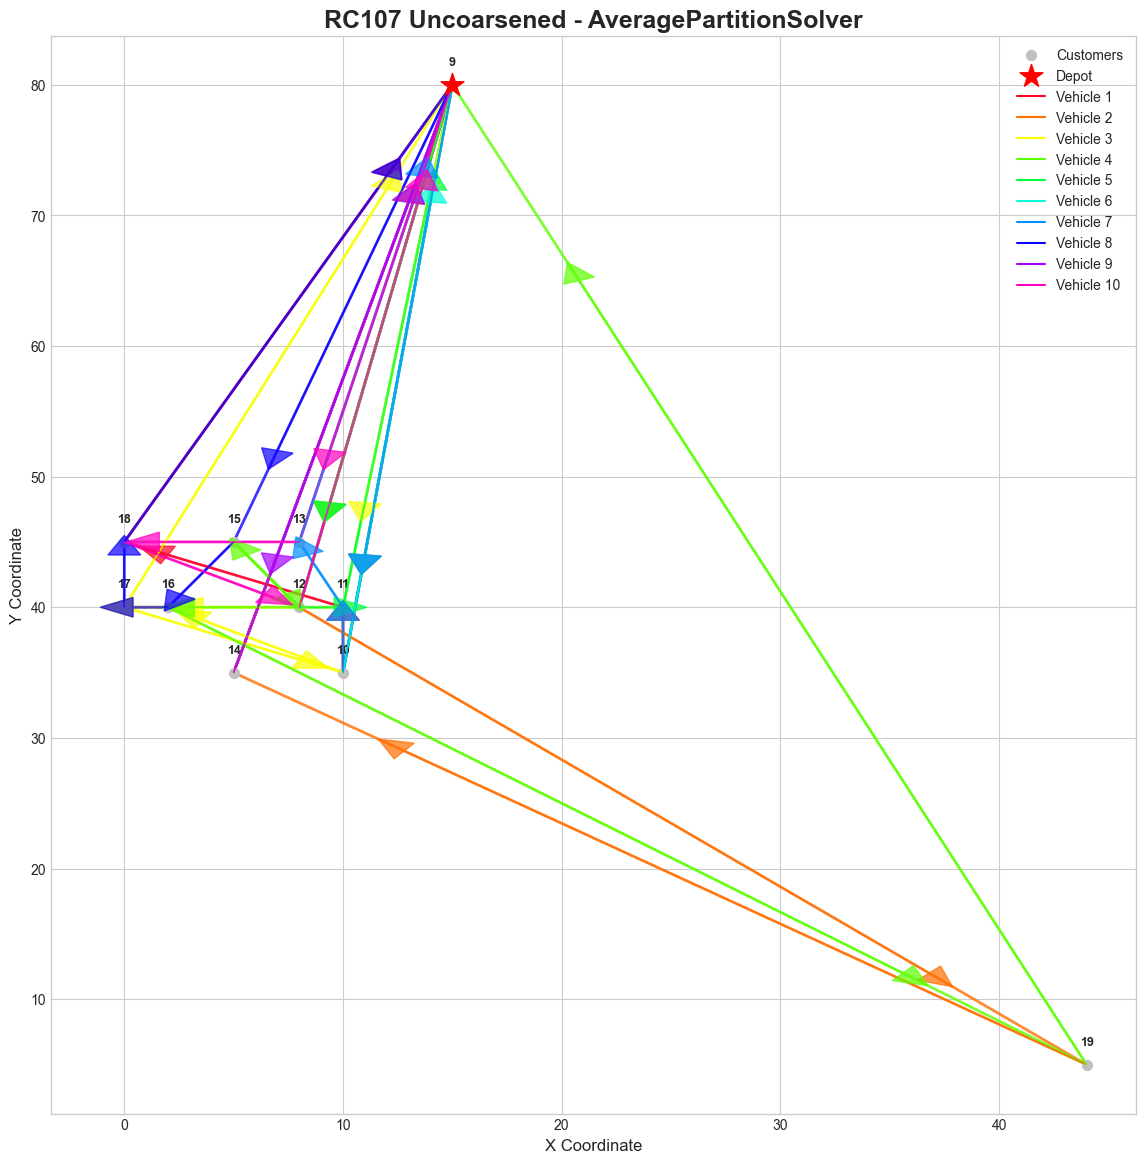 RC107 Uncoarsened - AveragePartitionSolver
Customers
Depot
Vehicle 1
Vehicle 2
Vehicle 3
Vehicle 4
Vehicle 5
Vehicle 6
Vehicle 7
Vehicle 8
Vehicle 9
Vehicle 10
9
18
15
13
17
16
12
11
14
10
19
80
70
60
50
40
30
20
10
Y Coordinate
0
10
20
30
40
X Coordinate